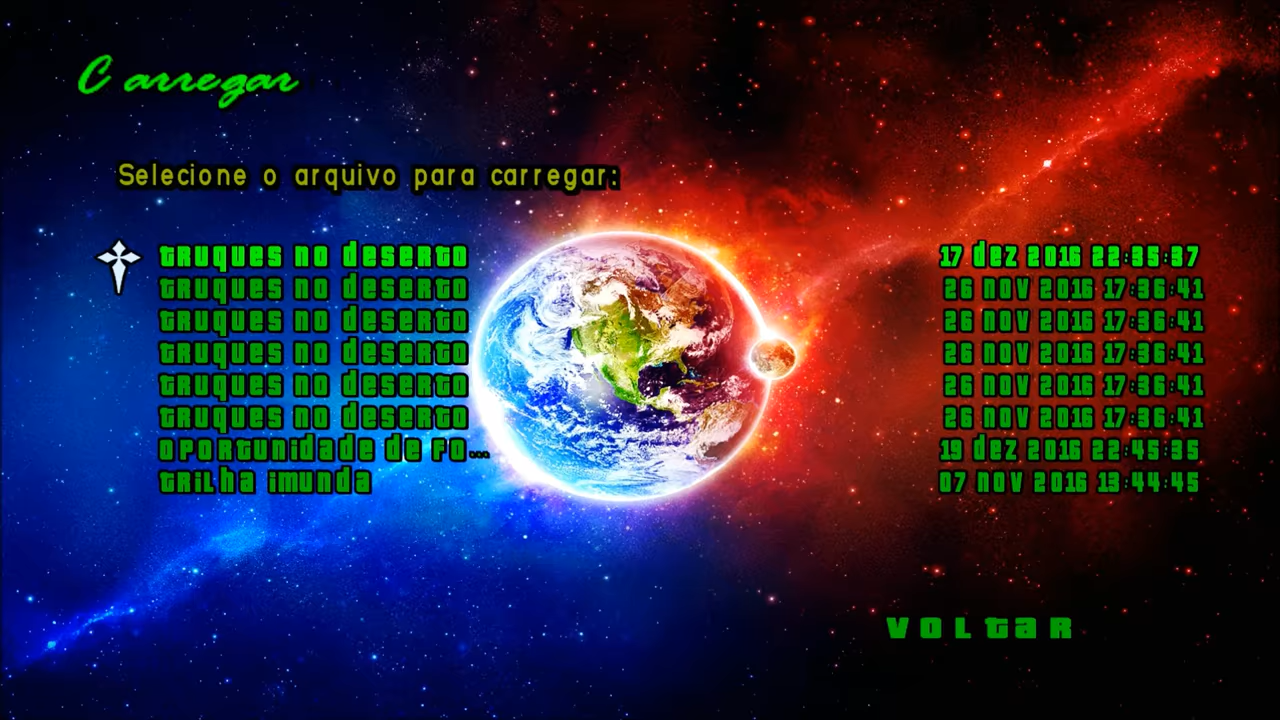 Carregar
Selecione o arquivo para carregar:
truques no deserto 17 dez 2016 22:35:37
truques no deserto 26 nov 2016 17:36:41
truques no deserto 26 nov 2016 17:36:41
truques no deserto 26 nov 2016 17:36:41
truques no deserto 26 nov 2016 17:36:41
truques no deserto 26 nov 2016 17:36:41
oportunidade de fo... 19 dez 2016 22:45:35
trilha imunda 07 nov 2016 13:44:45
voltar